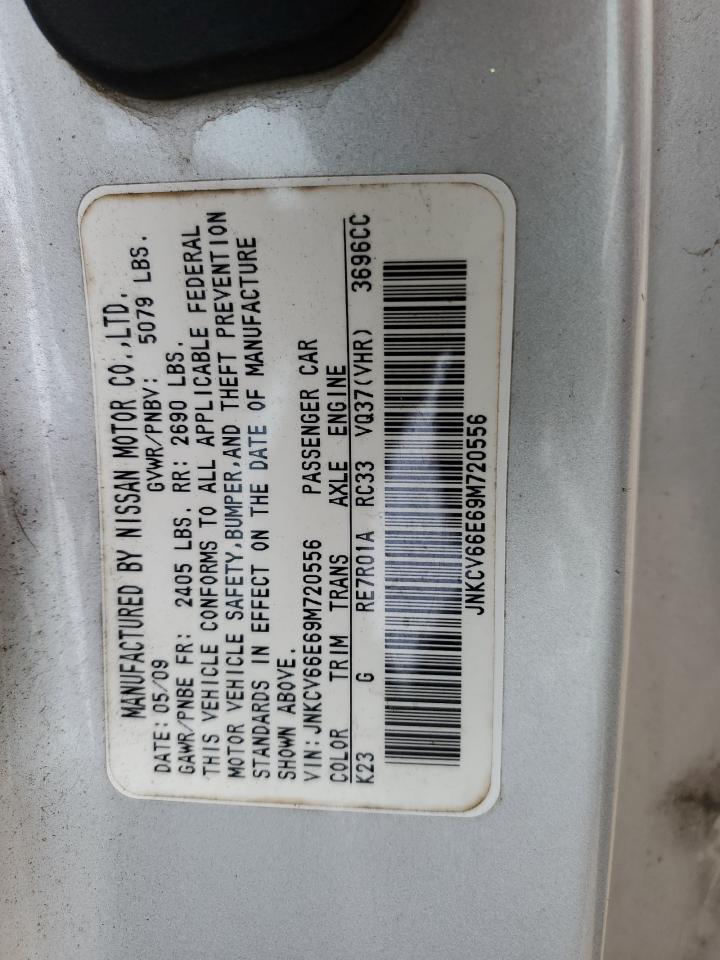 MANUFACTURED BY NISSAN MOTOR CO.,LTD.
DATE: 05/09 GVWR/PNBV: 5079 LBS.
GAWR/PNBE FR: 2405 LBS. RR: 2690 LBS.
THIS VEHICLE CONFORMS TO ALL APPLICABLE FEDERAL
MOTOR VEHICLE SAFETY,BUMPER,AND THEFT PREVENTION
STANDARDS IN EFFECT ON THE DATE OF MANUFACTURE
SHOWN ABOVE.
VIN: JNKCV66E69M720556 PASSENGER CAR
COLOR TRIM TRANS AXLE ENGINE
K23 G RE7R01A RC33 VQ37(VHR) 3696CC
JNKCV66E69M720556